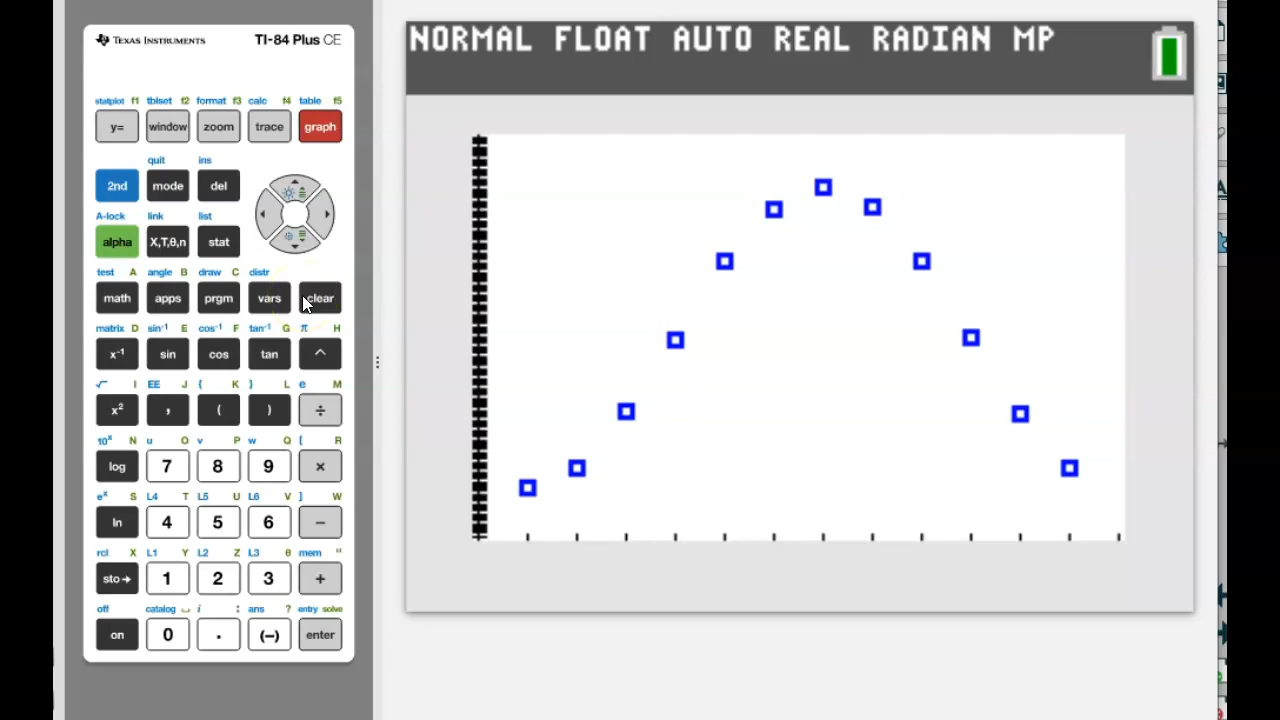 TEXAS INSTRUMENTS TI-84 Plus CE
NORMAL FLOAT AUTO REAL RADIAN MP
statplot f1 tblset f2 format f3 calc f4 table f5
y= window zoom trace graph
quit ins
2nd mode del
A-lock link list
alpha X,T,θ,n stat
test A angle B draw C distr
math apps prgm vars clear
matrix D sin⁻¹ E cos⁻¹ F tan⁻¹ G π H
x⁻¹ sin cos tan ^
√ I EE J { K } L e M
x² , ( ) ÷
10ˣ N u O v P w Q [ R
log 7 8 9 ×
eˣ S L4 T L5 U L6 V ] W
ln 4 5 6 −
rcl X L1 Y L2 Z L3 θ mem "
sto→ 1 2 3 +
off catalog ⎵ i : ans ? entry solve
on 0 . (−) enter